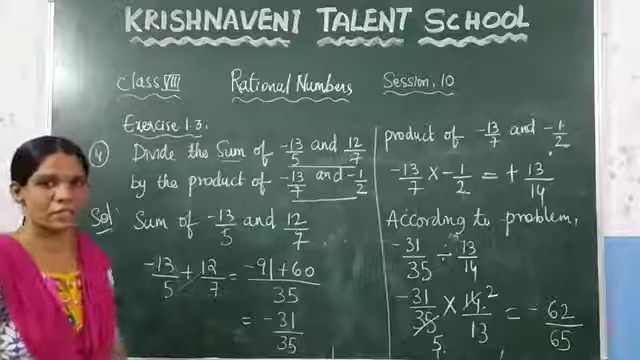 KRISHNAVENI TALENT SCHOOL
Class VIII Rational Numbers Session. 10
Exercise 1.3.
4) Divide the Sum of -13/5 and 12/7
by the product of -13/7 and -1/2
Sol: Sum of -13/5 and 12/7
-13/5 + 12/7 = -91+60/35
= -31/35
product of -13/7 and -1/2.
-13/7 × -1/2 = + 13/14
According to problem,
-31/35 ÷ 13/14
-31/35 5 × 14 2/13 = -62/65